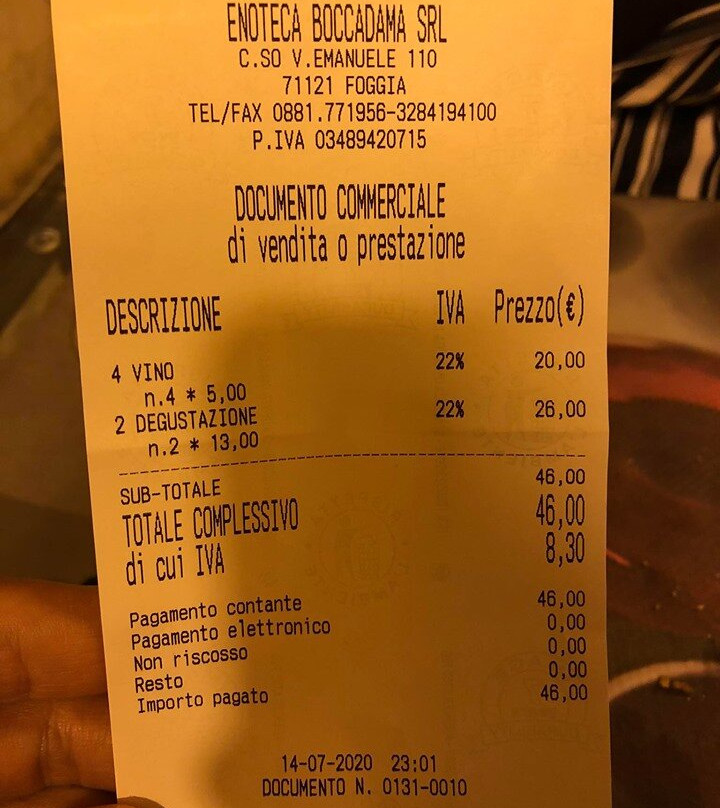 ENOTECA BOCCADAMA SRL
C.SO V.EMANUELE 110
71121 FOGGIA
TEL/FAX 0881.771956-3284194100
P.IVA 03489420715
DOCUMENTO COMMERCIALE
di vendita o prestazione
DESCRIZIONE IVA Prezzo(€)
4 VINO 22% 20,00
n.4 * 5,00
2 DEGUSTAZIONE 22% 26,00
n.2 * 13,00
SUB-TOTALE 46,00
TOTALE COMPLESSIVO 46,00
di cui IVA 8,30
Pagamento contante 46,00
Pagamento elettronico 0,00
Non riscosso 0,00
Resto 0,00
Importo pagato 46,00
14-07-2020 23:01
DOCUMENTO N. 0131-0010